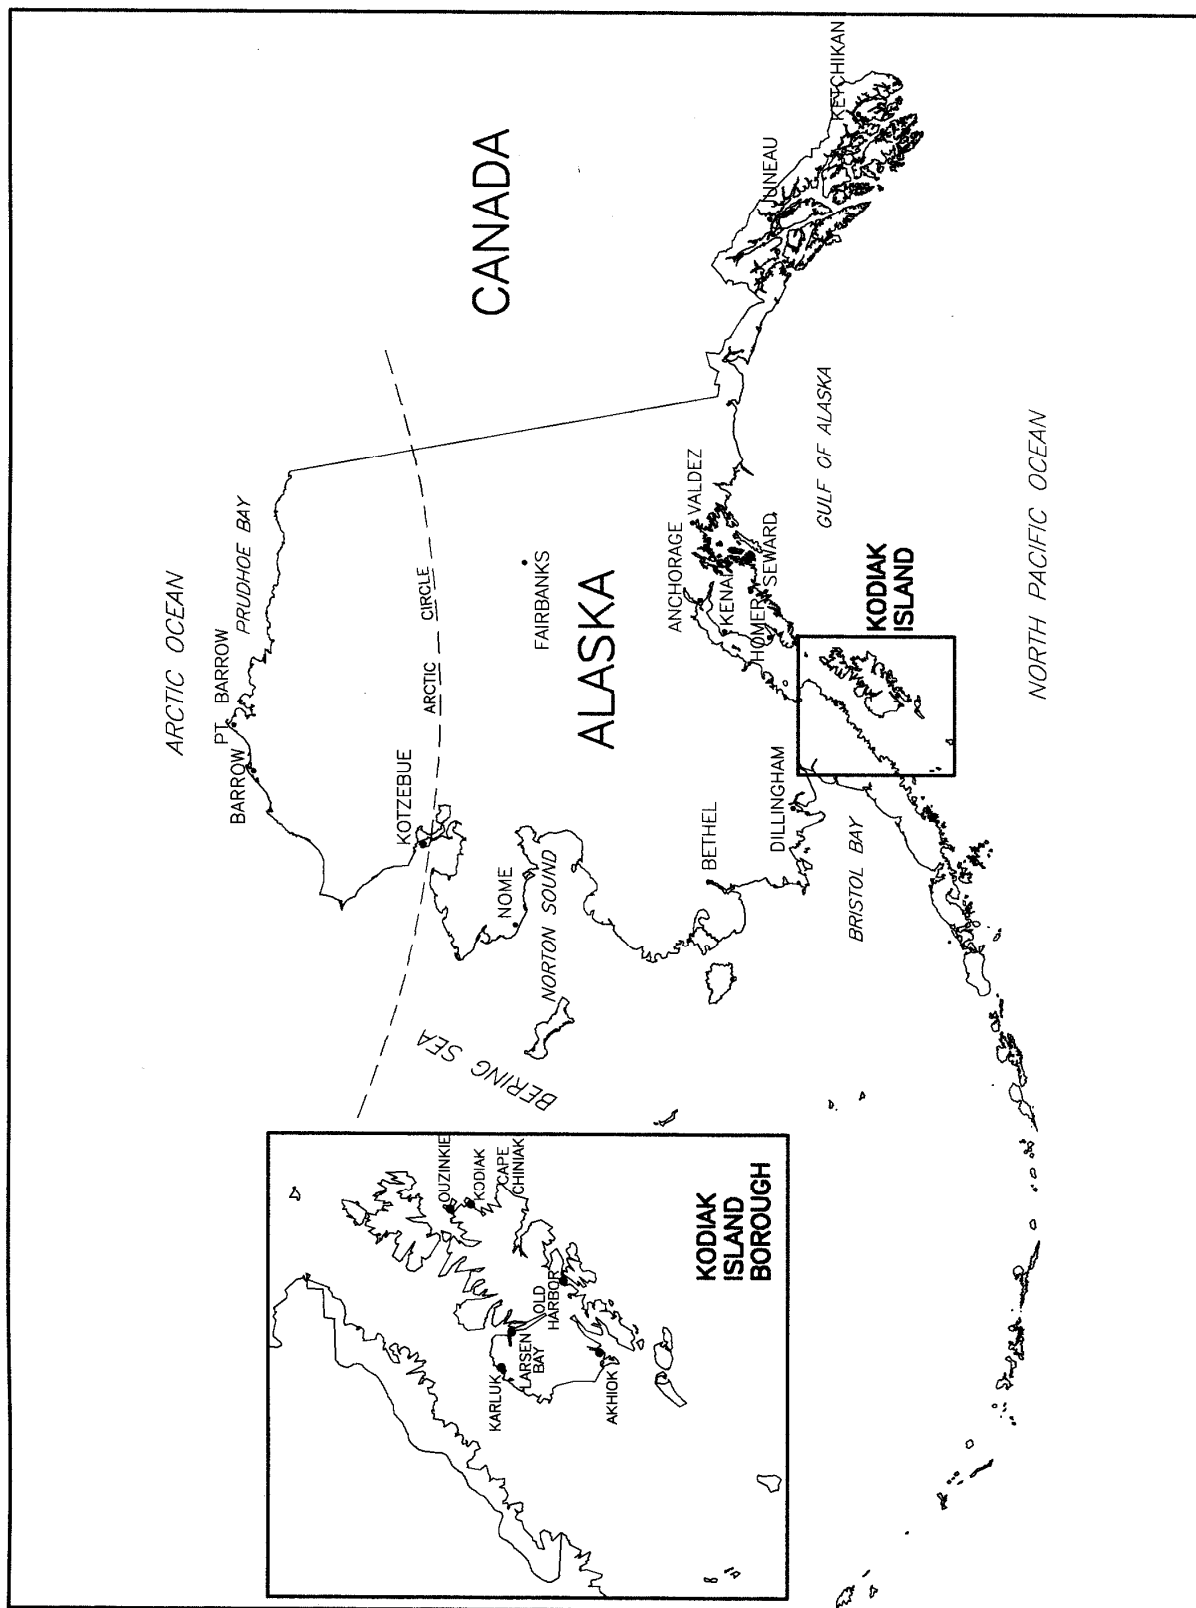 ARCTIC OCEAN
PT BARROW
BARROW
PRUDHOE BAY
KOTZEBUE
ARCTIC CIRCLE
CANADA
NOME
NORTON SOUND
FAIRBANKS
BERING SEA
ALASKA
BETHEL
ANCHORAGE
VALDEZ
KENAI
HOMER
SEWARD
JUNEAU
KETCHIKAN
DILLINGHAM
BRISTOL BAY
GULF OF ALASKA
KODIAK
ISLAND
NORTH PACIFIC OCEAN
OUZINKIE
KODIAK
CAPE
CHINIAK
KARLUK
LARSEN
BAY
OLD
HARBOR
AKHIOK
KODIAK
ISLAND
BOROUGH